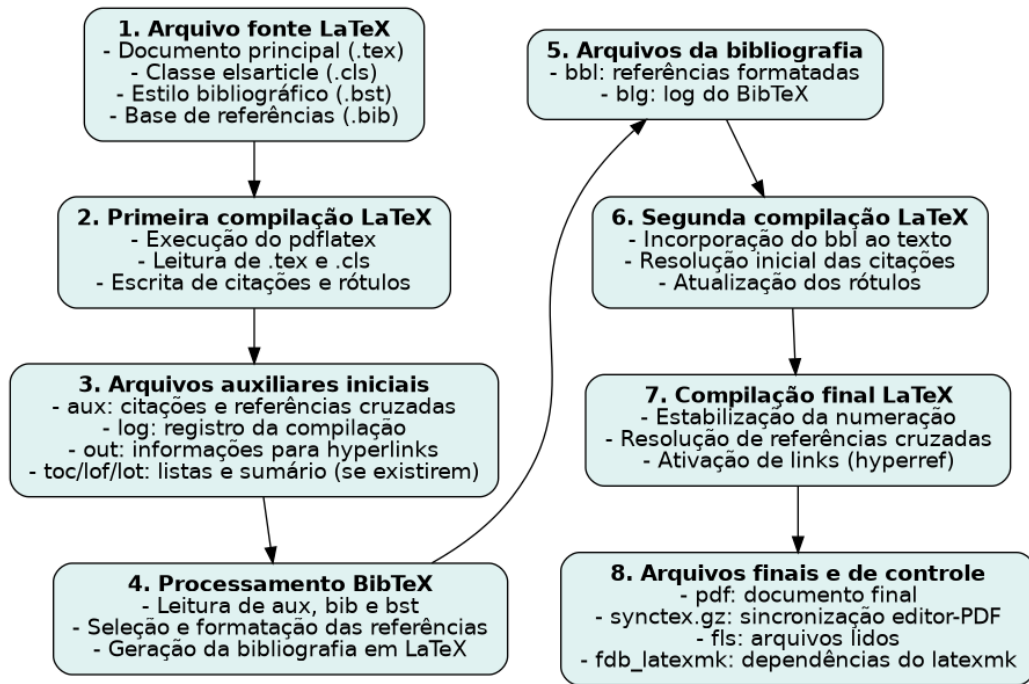 1. Arquivo fonte LaTeX
- Documento principal (.tex)
- Classe elsarticle (.cls)
- Estilo bibliográfico (.bst)
- Base de referências (.bib)
2. Primeira compilação LaTeX
- Execução do pdflatex
- Leitura de .tex e .cls
- Escrita de citações e rótulos
3. Arquivos auxiliares iniciais
- aux: citações e referências cruzadas
- log: registro da compilação
- out: informações para hyperlinks
- toc/lof/lot: listas e sumário (se existirem)
4. Processamento BibTeX
- Leitura de aux, bib e bst
- Seleção e formatação das referências
- Geração da bibliografia em LaTeX
5. Arquivos da bibliografia
- bbl: referências formatadas
- blg: log do BibTeX
6. Segunda compilação LaTeX
- Incorporação do bbl ao texto
- Resolução inicial das citações
- Atualização dos rótulos
7. Compilação final LaTeX
- Estabilização da numeração
- Resolução de referências cruzadas
- Ativação de links (hyperref)
8. Arquivos finais e de controle
- pdf: documento final
- synctex.gz: sincronização editor-PDF
- fls: arquivos lidos
- fdb_latexmk: dependências do latexmk